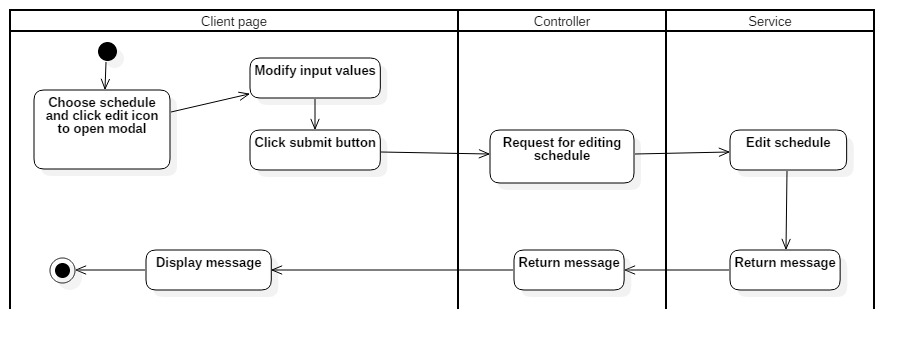 Client page
Controller
Service
Choose schedule
and click edit icon
to open modal
Modify input values
Click submit button
Request for editing
schedule
Edit schedule
Display message
Return message
Return message